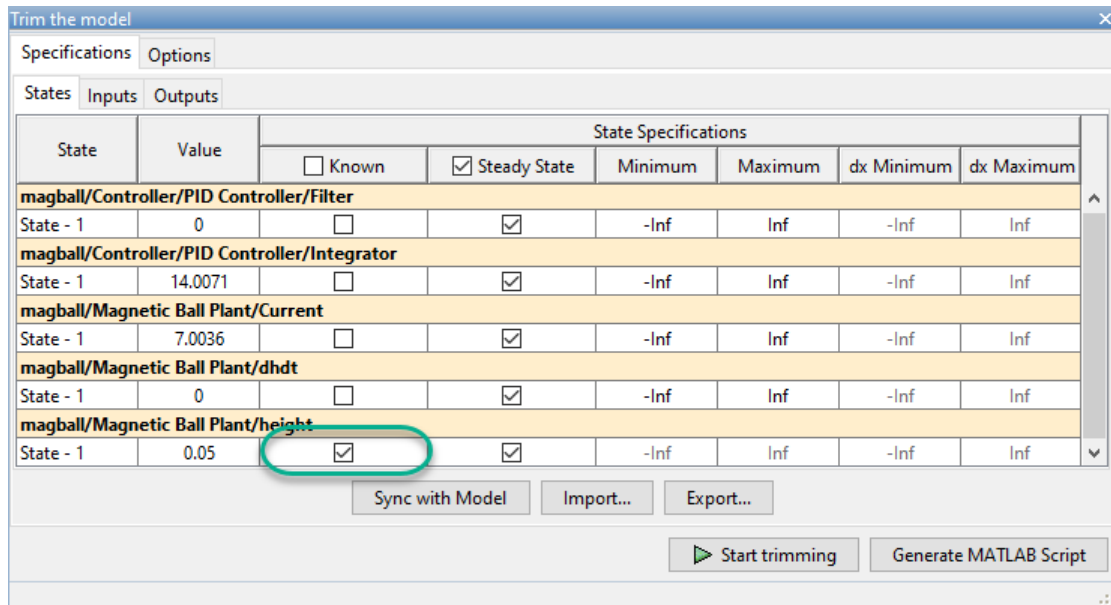 Trim the model
Specifications Options
States Inputs Outputs
State Value State Specifications
Known Steady State Minimum Maximum dx Minimum dx Maximum
magball/Controller/PID Controller/Filter
State - 1 0 -Inf Inf -Inf Inf
magball/Controller/PID Controller/Integrator
State - 1 14.0071 -Inf Inf -Inf Inf
magball/Magnetic Ball Plant/Current
State - 1 7.0036 -Inf Inf -Inf Inf
magball/Magnetic Ball Plant/dhdt
State - 1 0 -Inf Inf -Inf Inf
magball/Magnetic Ball Plant/height
State - 1 0.05 -Inf Inf -Inf Inf
Sync with Model Import... Export...
Start trimming Generate MATLAB Script